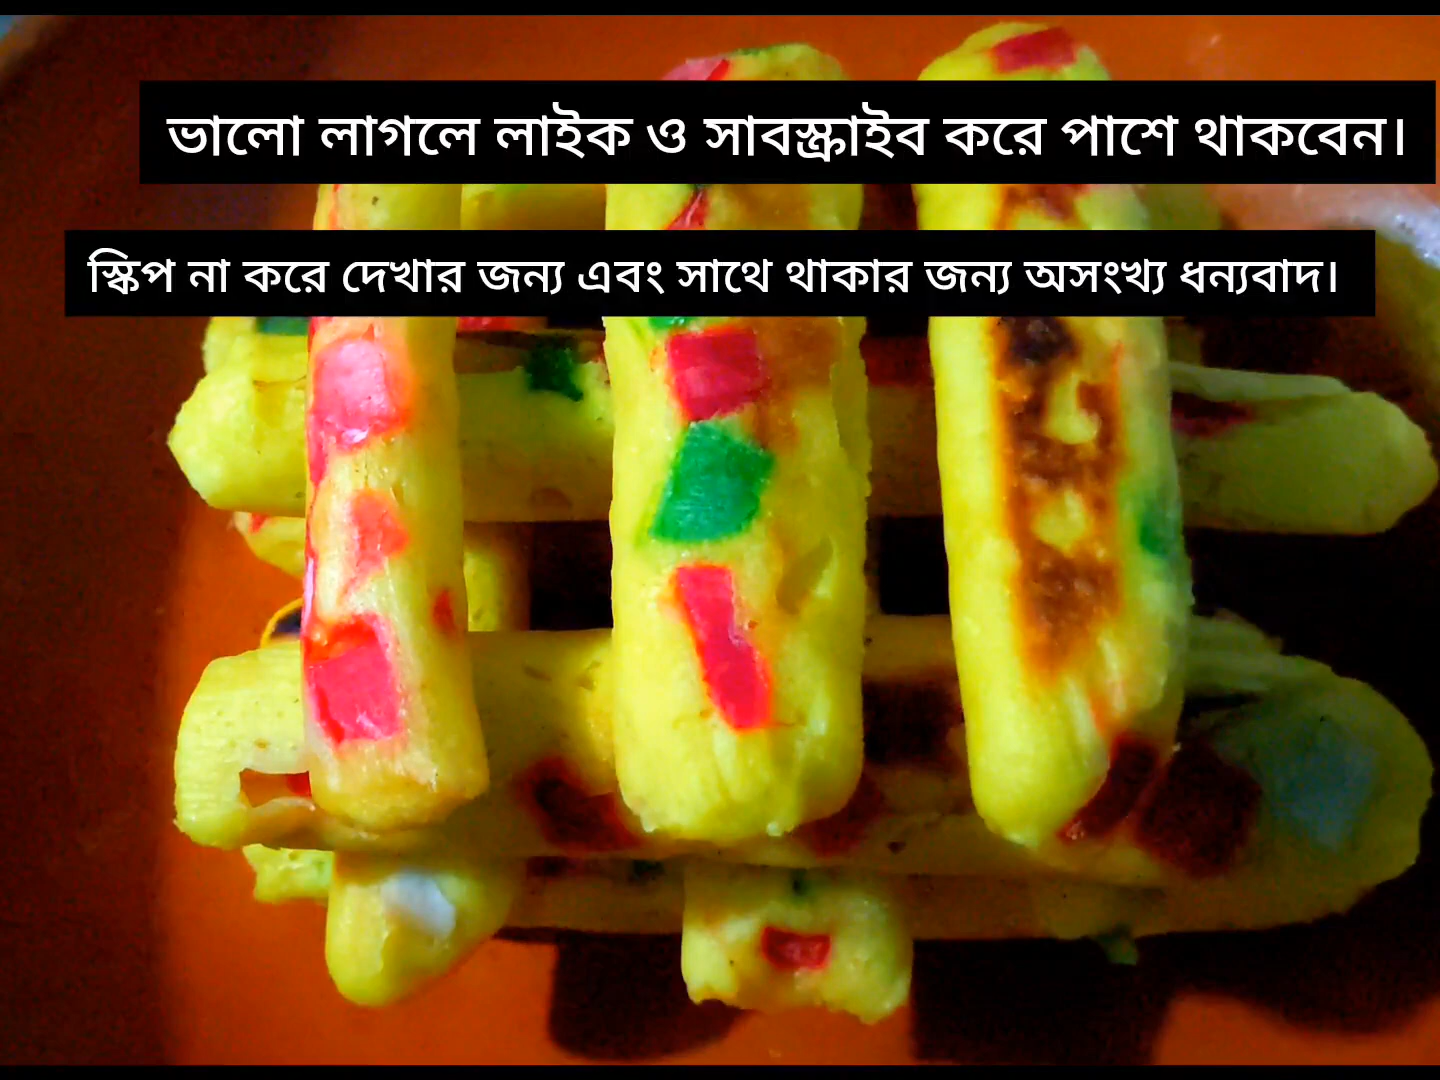 ভালো লাগলে লাইক ও সাবস্ক্রাইব করে পাশে থাকবেন।
স্কিপ না করে দেখার জন্য এবং সাথে থাকার জন্য অসংখ্য ধন্যবাদ।